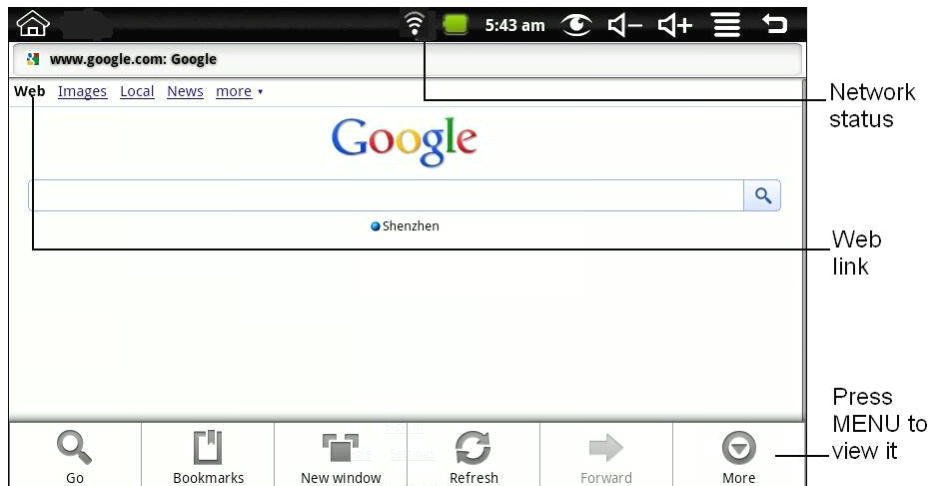 5:43 am
www.google.com: Google
Web Images Local News more
Network
status
Google
Shenzhen
Web
link
Press
MENU to
view it
Go Bookmarks New window Refresh Forward More